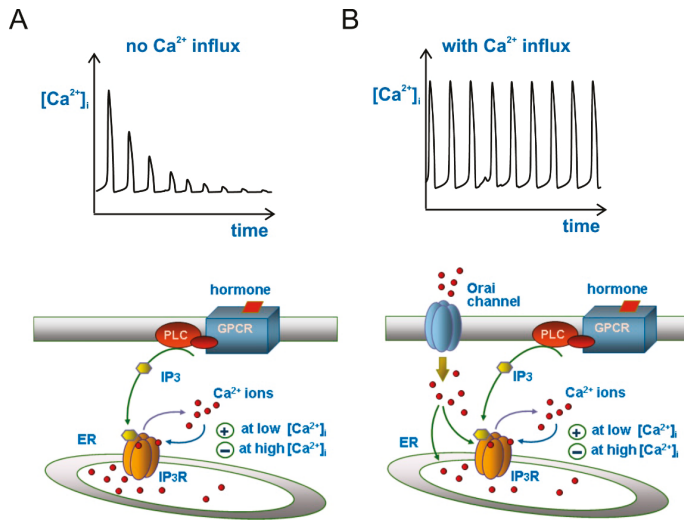 A
no Ca²⁺ influx
[Ca²⁺]i
time
hormone
PLC
GPCR
IP3
Ca²⁺ ions
+ at low [Ca²⁺]i
− at high [Ca²⁺]i
ER
IP3R
B
with Ca²⁺ influx
[Ca²⁺]i
time
Orai
channel
hormone
PLC
GPCR
IP3
Ca²⁺ ions
+ at low [Ca²⁺]i
− at high [Ca²⁺]i
ER
IP3R